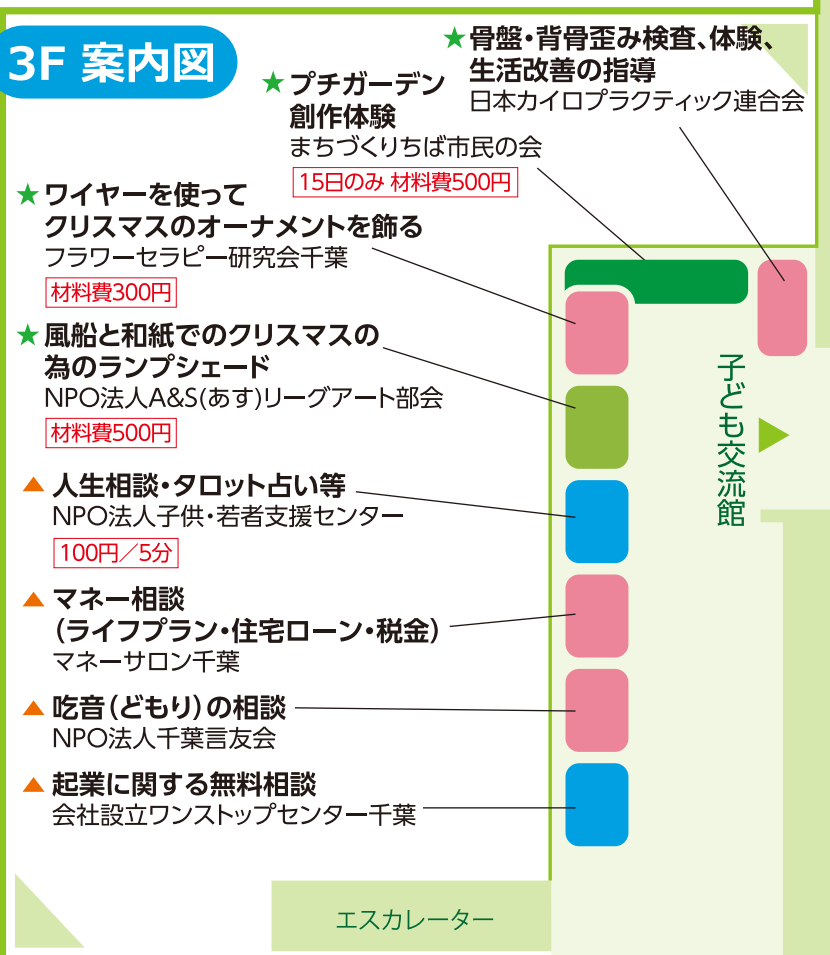 3F 案内図
★骨盤・背骨歪み検査、体験、
生活改善の指導
日本カイロプラクティック連合会
★プチガーデン
創作体験
まちづくりちば市民の会
15日のみ 材料費500円
★ワイヤーを使って
クリスマスのオーナメントを飾る
フラワーセラピー研究会千葉
材料費300円
★風船と和紙でのクリスマスの
為のランプシェード
NPO法人A&S(あす)リーグアート部会
材料費500円
▲人生相談・タロット占い等
NPO法人子供・若者支援センター
100円／5分
▲マネー相談
(ライフプラン・住宅ローン・税金)
マネーサロン千葉
▲吃音(どもり)の相談
NPO法人千葉言友会
▲起業に関する無料相談
会社設立ワンストップセンター千葉
子ども交流館
エスカレーター